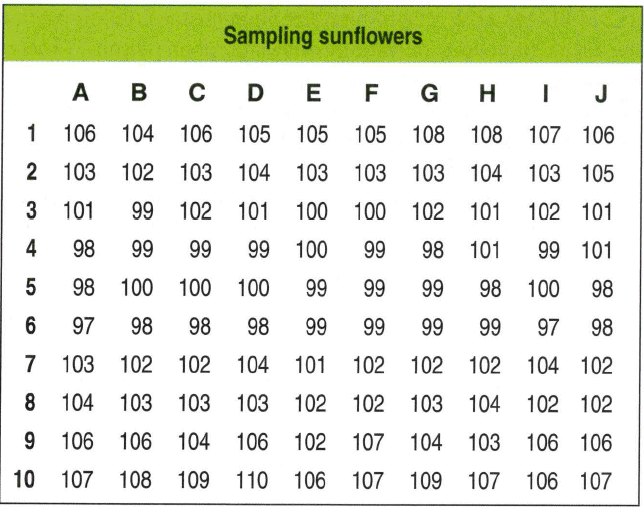 Sampling sunflowers
A B C D E F G H I J
1 106 104 106 105 105 105 108 108 107 106
2 103 102 103 104 103 103 103 104 103 105
3 101 99 102 101 100 100 102 101 102 101
4 98 99 99 99 100 99 98 101 99 101
5 98 100 100 100 99 99 99 98 100 98
6 97 98 98 98 99 99 99 99 97 98
7 103 102 102 104 101 102 102 102 104 102
8 104 103 103 103 102 102 103 104 102 102
9 106 106 104 106 102 107 104 103 106 106
10 107 108 109 110 106 107 109 107 106 107